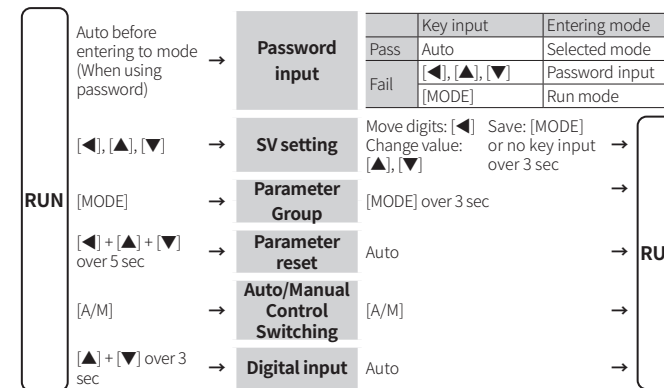 Key input Entering mode
Auto before
entering to mode
(When using
password)
→
Password
input
Pass Auto Selected mode
Fail [◀], [▲], [▼] Password input
[MODE] Run mode
RUN
[◀], [▲], [▼] → SV setting
Move digits: [◀]
Change value:
[▲], [▼]
Save: [MODE]
or no key input
over 3 sec
→
[MODE] → Parameter
Group
[MODE] over 3 sec →
[◀] + [▲] + [▼]
over 5 sec
→
Parameter
reset
Auto → RU
[A/M] → Auto/Manual
Control
Switching
[A/M] →
[▲] + [▼] over 3
sec
→ Digital input Auto →